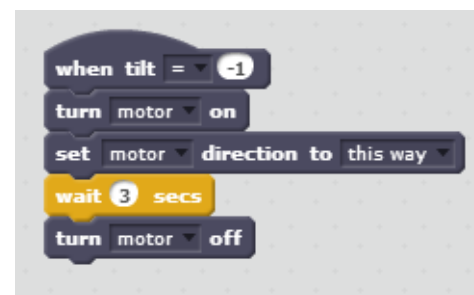 when tilt = -1
turn motor on
set motor direction to this way
wait 3 secs
turn motor off